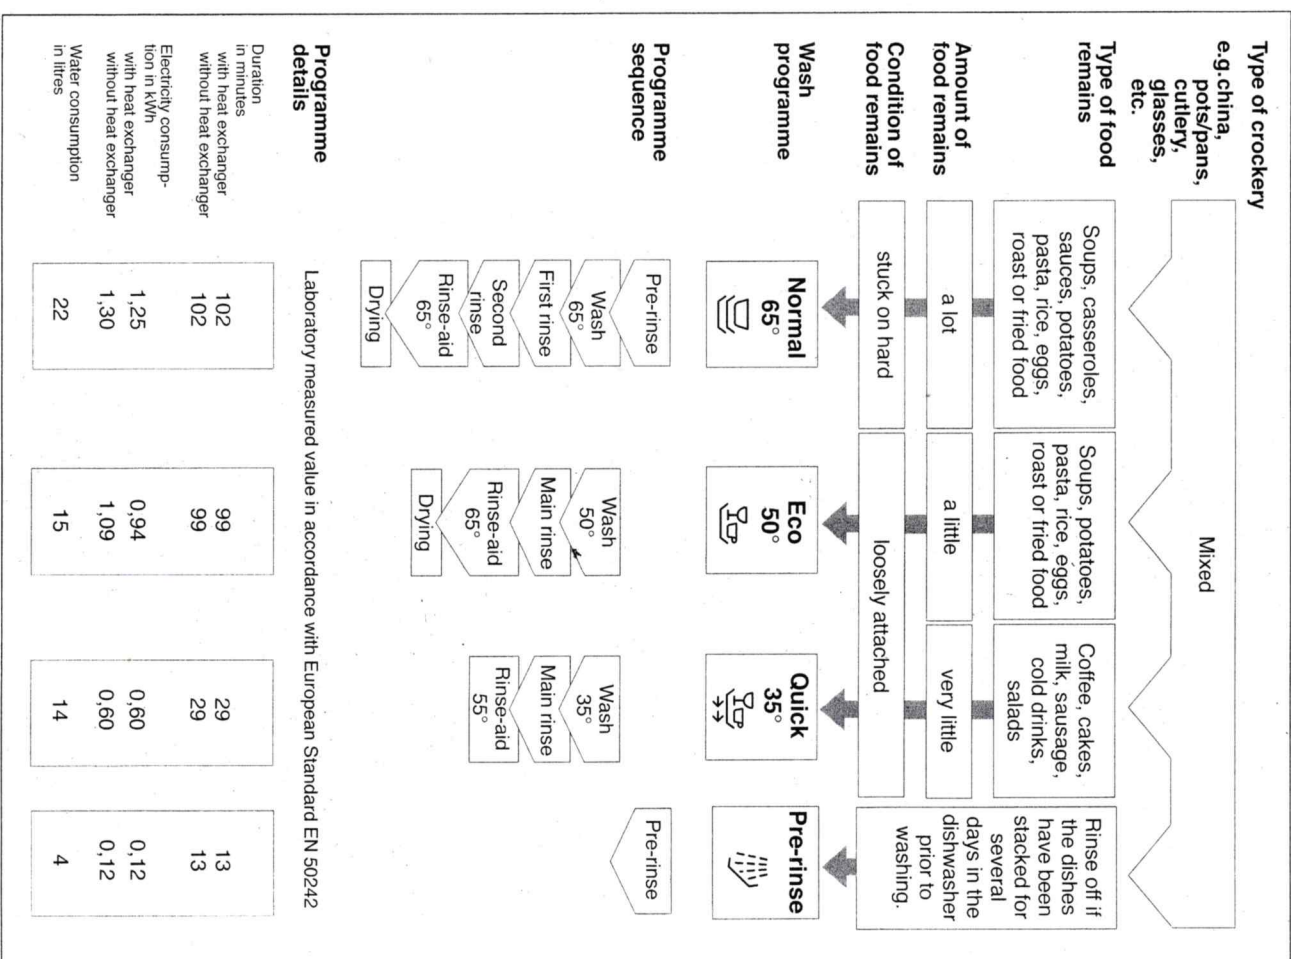 Type of crockery
e.g.china,
pots/pans,
cutlery,
glasses,
etc.
Mixed
Type of food
remains
Soups, casseroles,
sauces, potatoes,
pasta, rice, eggs,
roast or fried food
Soups, potatoes,
pasta, rice, eggs,
roast or fried food
Coffee, cakes,
milk, sausage,
cold drinks,
salads
Rinse off if
the dishes
have been
stacked for
several
days in the
dishwasher
prior to
washing.
Amount of
food remains
a lot
a little
very little
Condition of
food remains
stuck on hard
loosely attached
Wash
programme
Normal
65°
Eco
50°
Quick
35°
Pre-rinse
Programme
sequence
Pre-rinse
Wash
65°
First rinse
Second
rinse
Rinse-aid
65°
Drying
Wash
50°
Main rinse
Rinse-aid
65°
Drying
Wash
35°
Main rinse
Rinse-aid
55°
Pre-rinse
Programme
details
Laboratory measured value in accordance with European Standard EN 50242
Duration
in minutes
with heat exchanger 102 99 29 13
without heat exchanger 102 99 29 13
Electricity consump-
tion in kWh
with heat exchanger 1,25 0,94 0,60 0,12
without heat exchanger 1,30 1,09 0,60 0,12
Water consumption
in litres 22 15 14 4